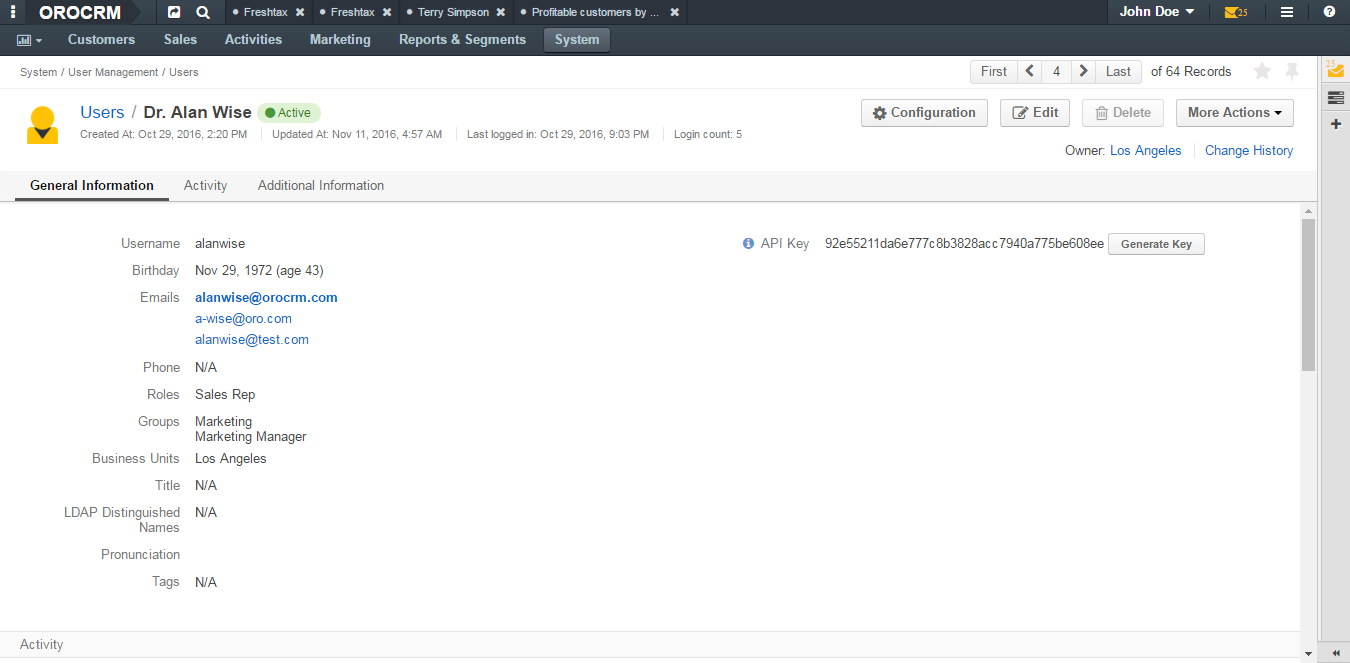 OROCRM
Freshtax
Freshtax
Terry Simpson
Profitable customers by ...
John Doe
25
?
Customers Sales Activities Marketing Reports & Segments System
System / User Management / Users
First 4 Last of 64 Records
25
Users / Dr. Alan Wise Active
Configuration Edit Delete More Actions
Created At: Oct 29, 2016, 2:20 PM Updated At: Nov 11, 2016, 4:57 AM Last logged in: Oct 29, 2016, 9:03 PM Login count: 5
Owner: Los Angeles Change History
General Information Activity Additional Information
Username alanwise
API Key 92e55211da6e777c8b3828acc7940a775be608ee Generate Key
Birthday Nov 29, 1972 (age 43)
Emails alanwise@orocrm.com
a-wise@oro.com
alanwise@test.com
Phone N/A
Roles Sales Rep
Groups Marketing
Marketing Manager
Business Units Los Angeles
Title N/A
LDAP Distinguished N/A
Names
Pronunciation
Tags N/A
Activity